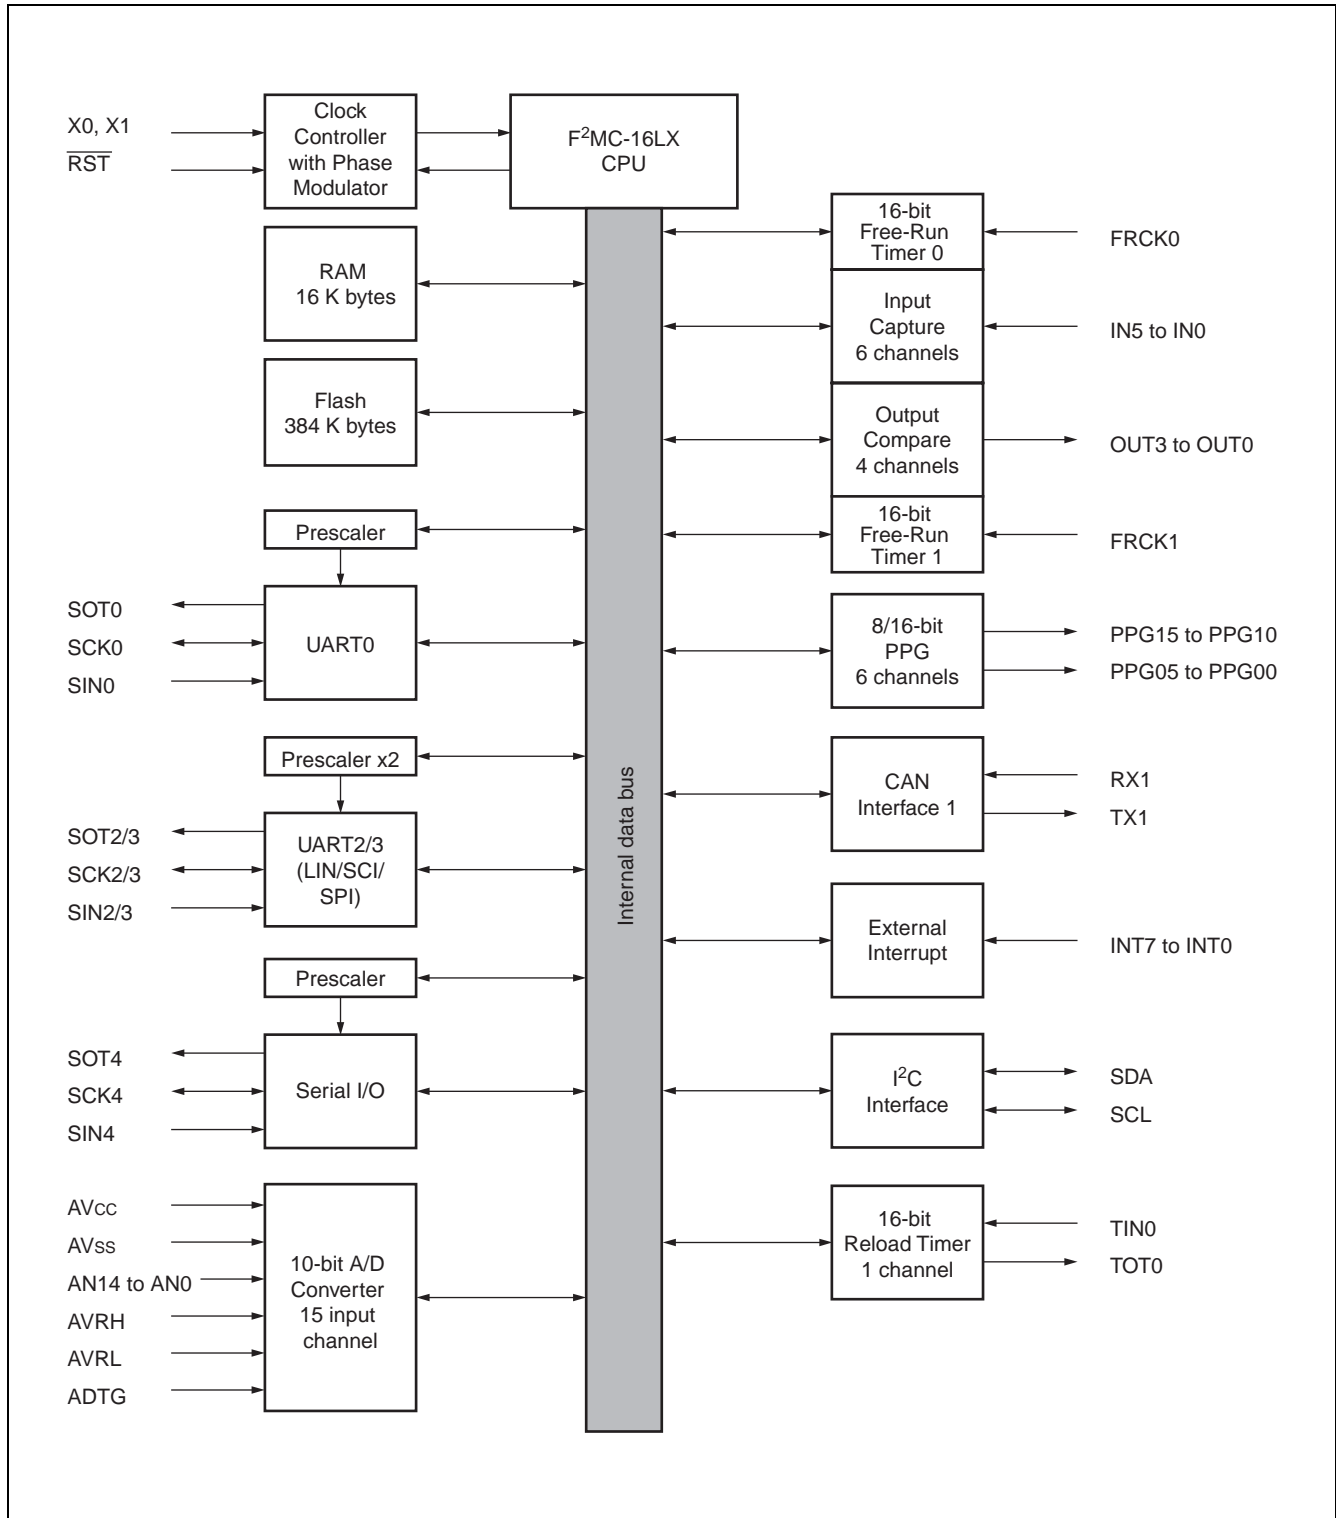 X0, X1
RST
Clock
Controller
with Phase
Modulator
F²MC-16LX
CPU
RAM
16 K bytes
Flash
384 K bytes
Prescaler
SOT0
SCK0
SIN0
UART0
Prescaler x2
SOT2/3
SCK2/3
SIN2/3
UART2/3
(LIN/SCI/
SPI)
Prescaler
SOT4
SCK4
SIN4
Serial I/O
AVcc
AVss
AN14 to AN0
AVRH
AVRL
ADTG
10-bit A/D
Converter
15 input
channel
Internal data bus
16-bit
Free-Run
Timer 0
FRCK0
Input
Capture
6 channels
IN5 to IN0
Output
Compare
4 channels
OUT3 to OUT0
16-bit
Free-Run
Timer 1
FRCK1
8/16-bit
PPG
6 channels
PPG15 to PPG10
PPG05 to PPG00
CAN
Interface 1
RX1
TX1
External
Interrupt
INT7 to INT0
I²C
Interface
SDA
SCL
16-bit
Reload Timer
1 channel
TIN0
TOT0